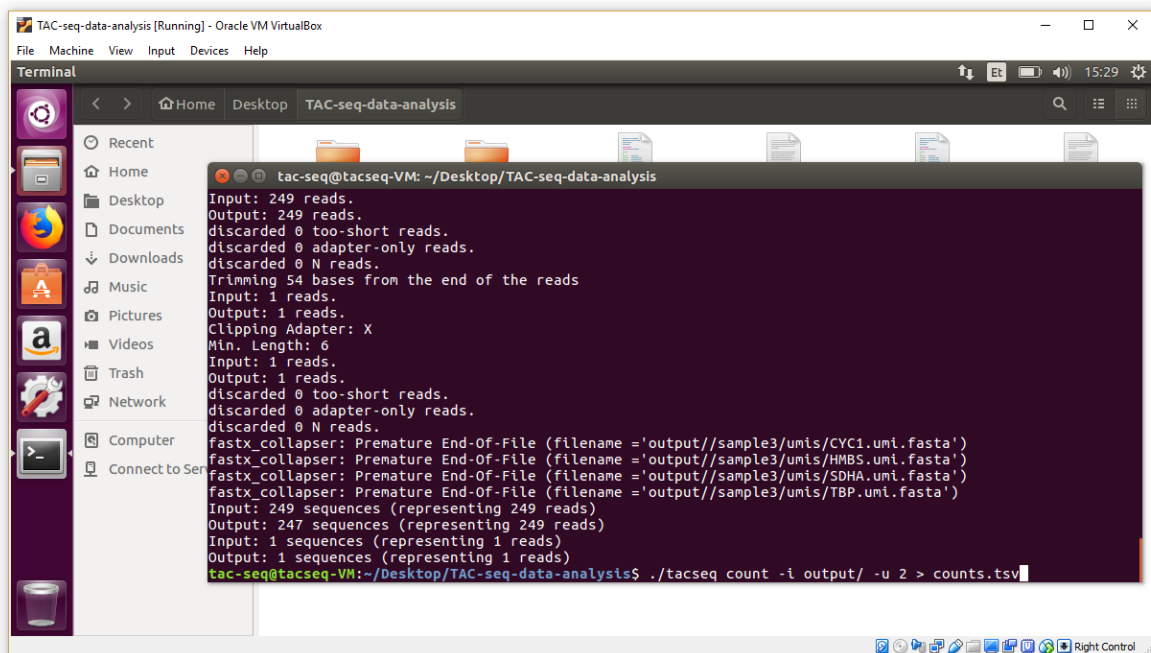 TAC-seq-data-analysis [Running] - Oracle VM VirtualBox
File Machine View Input Devices Help
Terminal
Et
15:29
Home Desktop TAC-seq-data-analysis
Recent
Home
Desktop
Documents
Downloads
Music
Pictures
Videos
Trash
Network
Computer
Connect to Ser
tac-seq@tacseq-VM: ~/Desktop/TAC-seq-data-analysis
Input: 249 reads.
Output: 249 reads.
discarded 0 too-short reads.
discarded 0 adapter-only reads.
discarded 0 N reads.
Trimming 54 bases from the end of the reads
Input: 1 reads.
Output: 1 reads.
Clipping Adapter: X
Min. Length: 6
Input: 1 reads.
Output: 1 reads.
discarded 0 too-short reads.
discarded 0 adapter-only reads.
discarded 0 N reads.
fastx_collapser: Premature End-Of-File (filename ='output//sample3/umis/CYC1.umi.fasta')
fastx_collapser: Premature End-Of-File (filename ='output//sample3/umis/HMBS.umi.fasta')
fastx_collapser: Premature End-Of-File (filename ='output//sample3/umis/SDHA.umi.fasta')
fastx_collapser: Premature End-Of-File (filename ='output//sample3/umis/TBP.umi.fasta')
Input: 249 sequences (representing 249 reads)
Output: 247 sequences (representing 249 reads)
Input: 1 sequences (representing 1 reads)
Output: 1 sequences (representing 1 reads)
tac-seq@tacseq-VM:~/Desktop/TAC-seq-data-analysis$ ./tacseq count -i output/ -u 2 > counts.tsv
Right Control